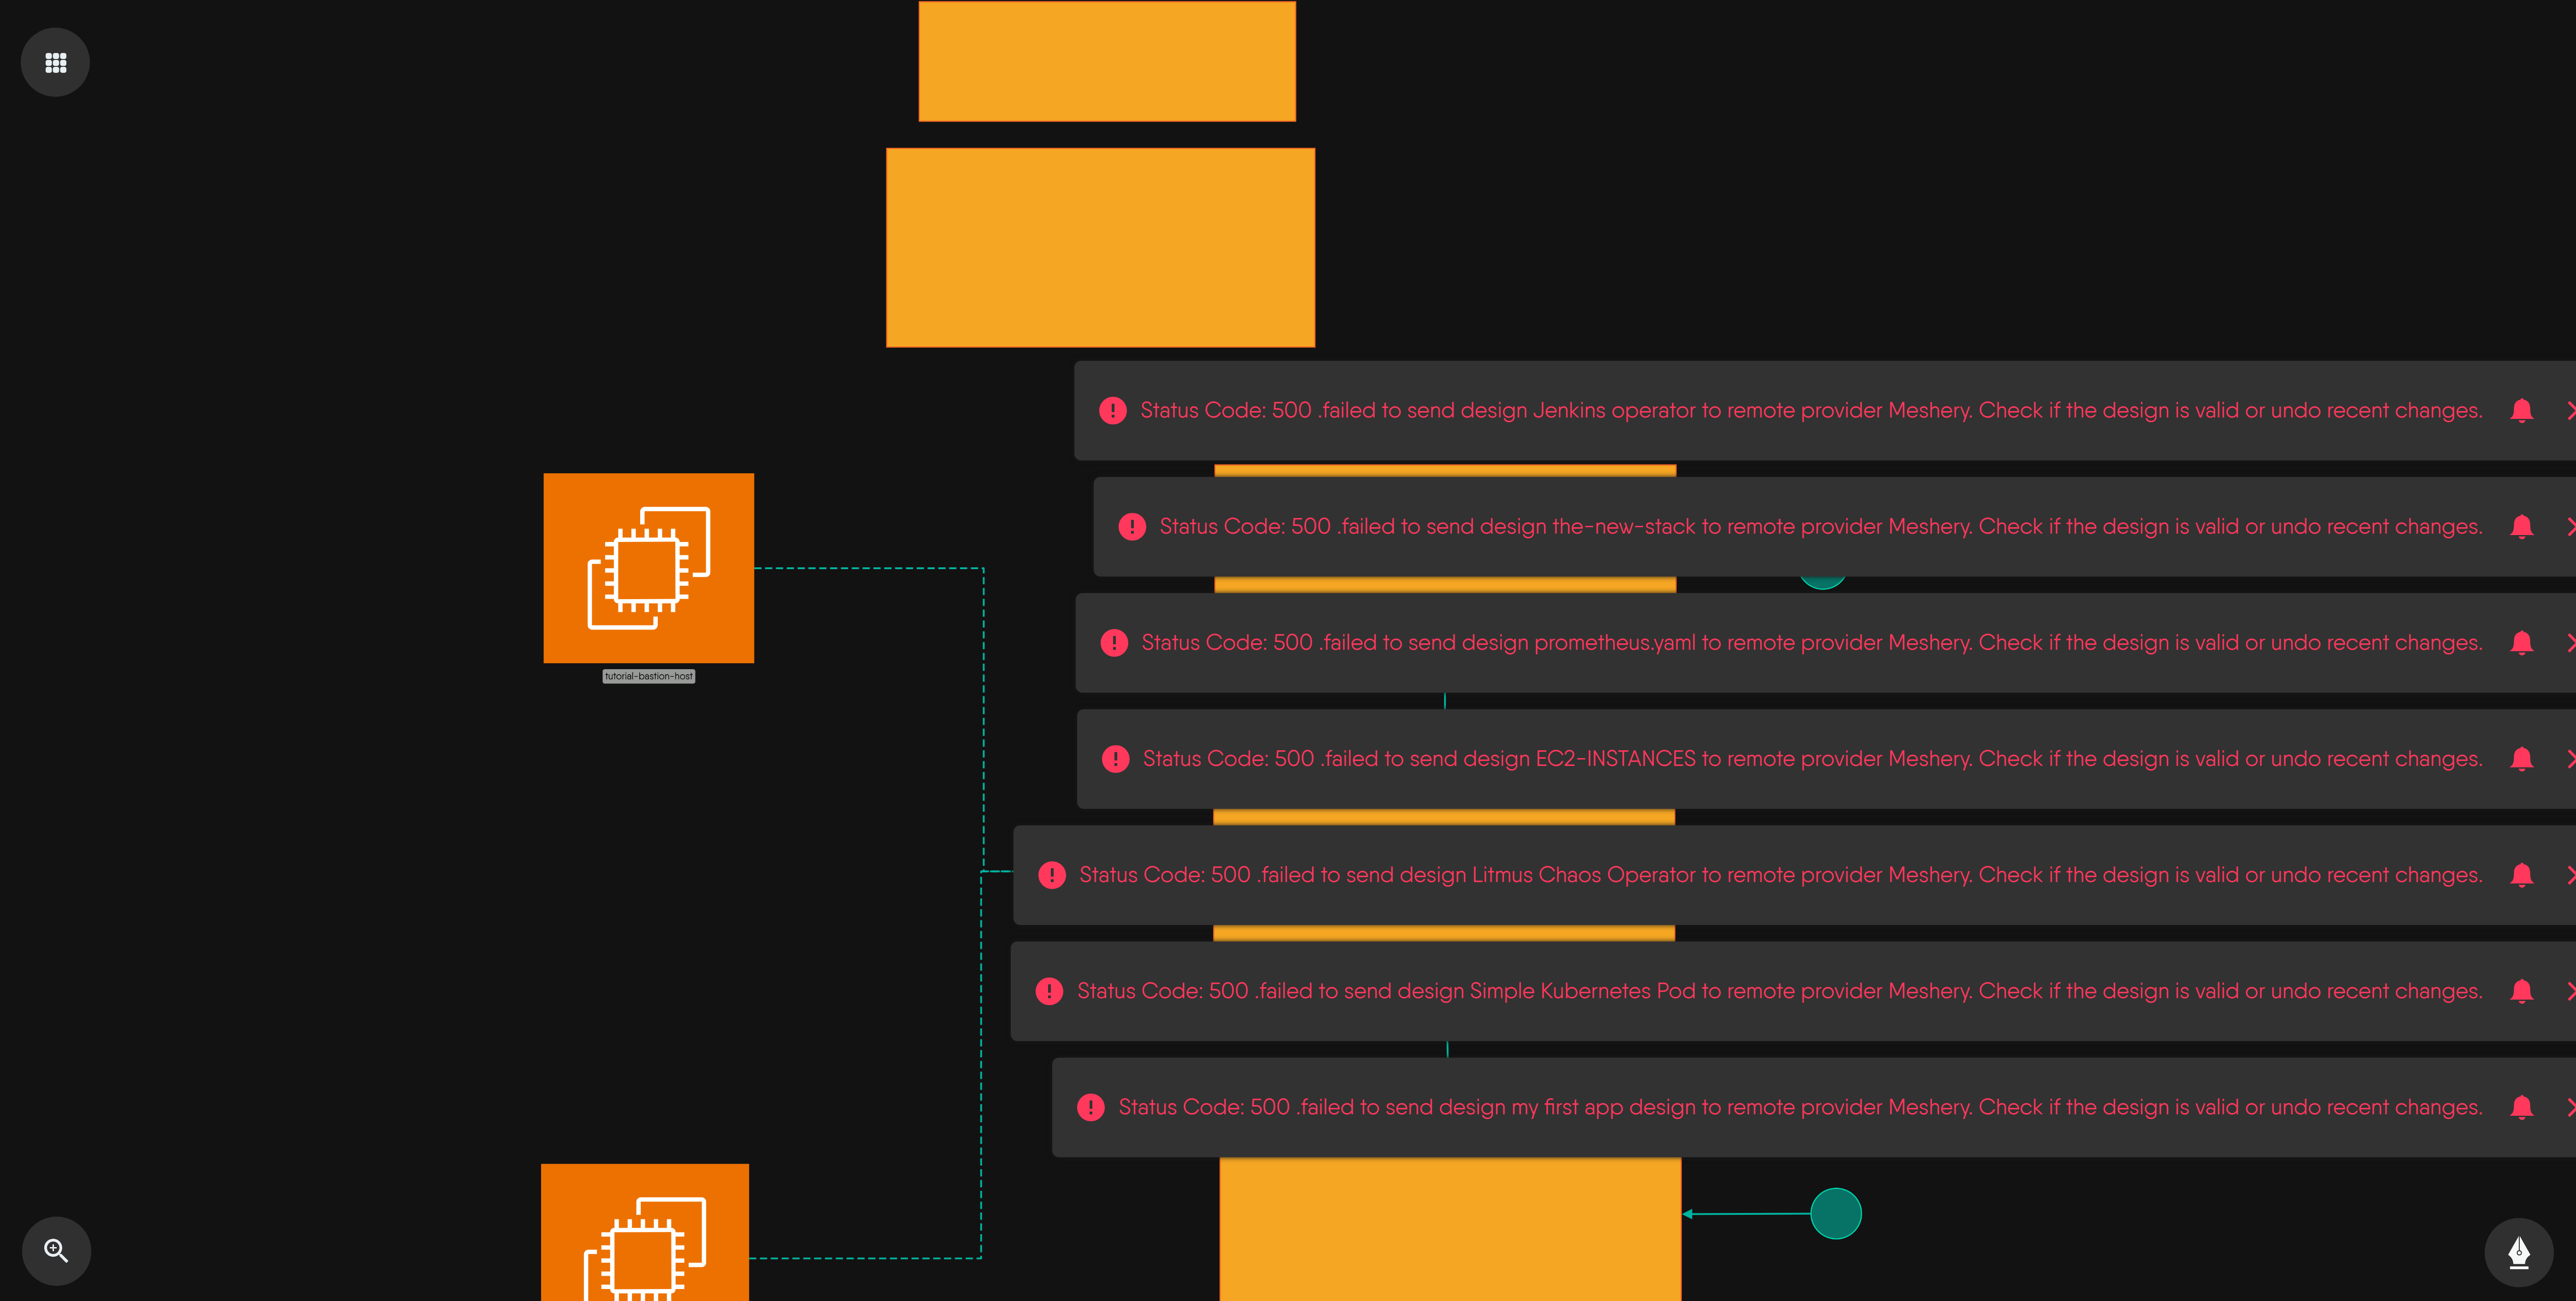 Status Code: 500 .failed to send design Jenkins operator to remote provider Meshery. Check if the design is valid or undo recent changes.
Status Code: 500 .failed to send design the-new-stack to remote provider Meshery. Check if the design is valid or undo recent changes.
Status Code: 500 .failed to send design prometheus.yaml to remote provider Meshery. Check if the design is valid or undo recent changes.
tutorial-bastion-host
Status Code: 500 .failed to send design EC2-INSTANCES to remote provider Meshery. Check if the design is valid or undo recent changes.
Status Code: 500 .failed to send design Litmus Chaos Operator to remote provider Meshery. Check if the design is valid or undo recent changes.
Status Code: 500 .failed to send design Simple Kubernetes Pod to remote provider Meshery. Check if the design is valid or undo recent changes.
Status Code: 500 .failed to send design my first app design to remote provider Meshery. Check if the design is valid or undo recent changes.